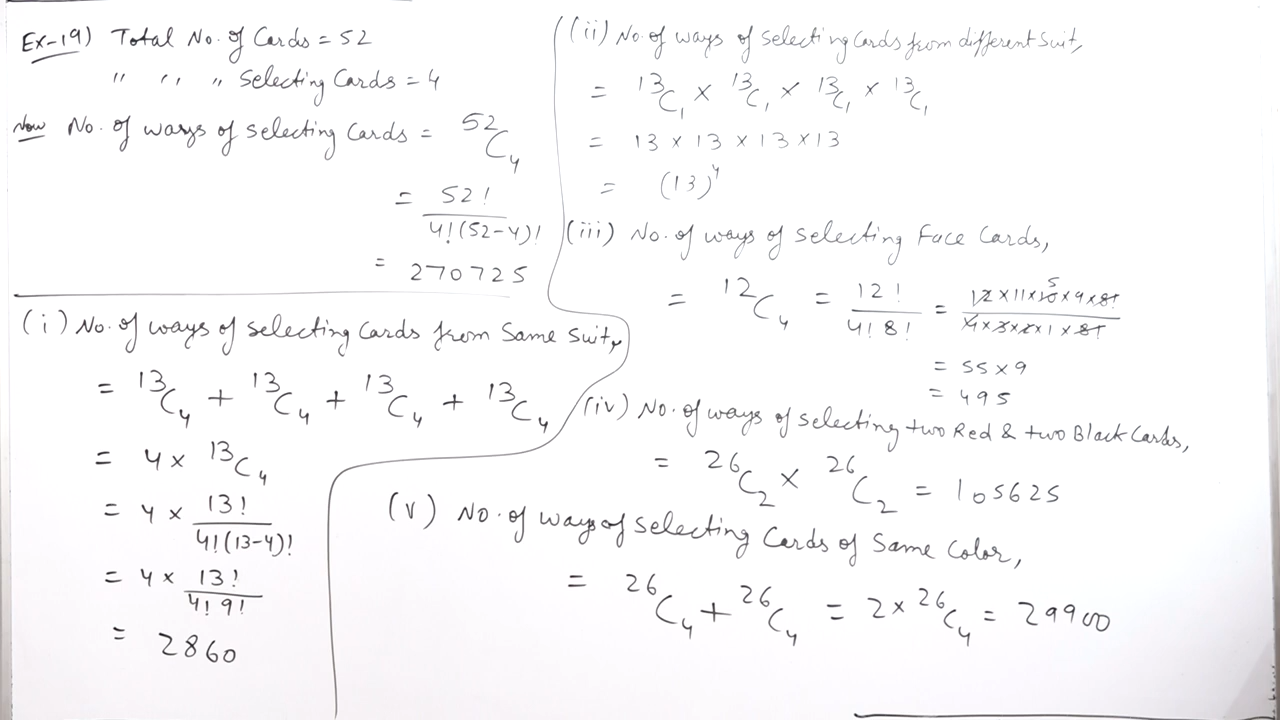 Ex-19) Total No. of Cards = 52
" " " Selecting Cards = 4
Now No. of ways of selecting Cards = ⁵²C₄
= 52! / 4!(52-4)!
= 270725
(i) No. of ways of selecting Cards from Same Suit,
= ¹³C₄ + ¹³C₄ + ¹³C₄ + ¹³C₄
= 4 × ¹³C₄
= 4 × 13! / 4!(13-4)!
= 4 × 13! / 4! 9!
= 2860
(ii) No. of ways of selecting Cards from different Suit,
= ¹³C₁ × ¹³C₁ × ¹³C₁ × ¹³C₁
= 13 × 13 × 13 × 13
= (13)⁴
(iii) No. of ways of selecting Face Cards,
= ¹²C₄ = 12! / 4! 8! = 12 × 11 × 10 5 × 9 × 8! / 4 × 3 × 2 × 1 × 8!
= 55 × 9
= 495
(iv) No. of ways of selecting two Red & two Black Cards,
= ²⁶C₂ × ²⁶C₂ = 105625
(v) No. of ways of selecting Cards of Same Color,
= ²⁶C₄ + ²⁶C₄ = 2 × ²⁶C₄ = 29900